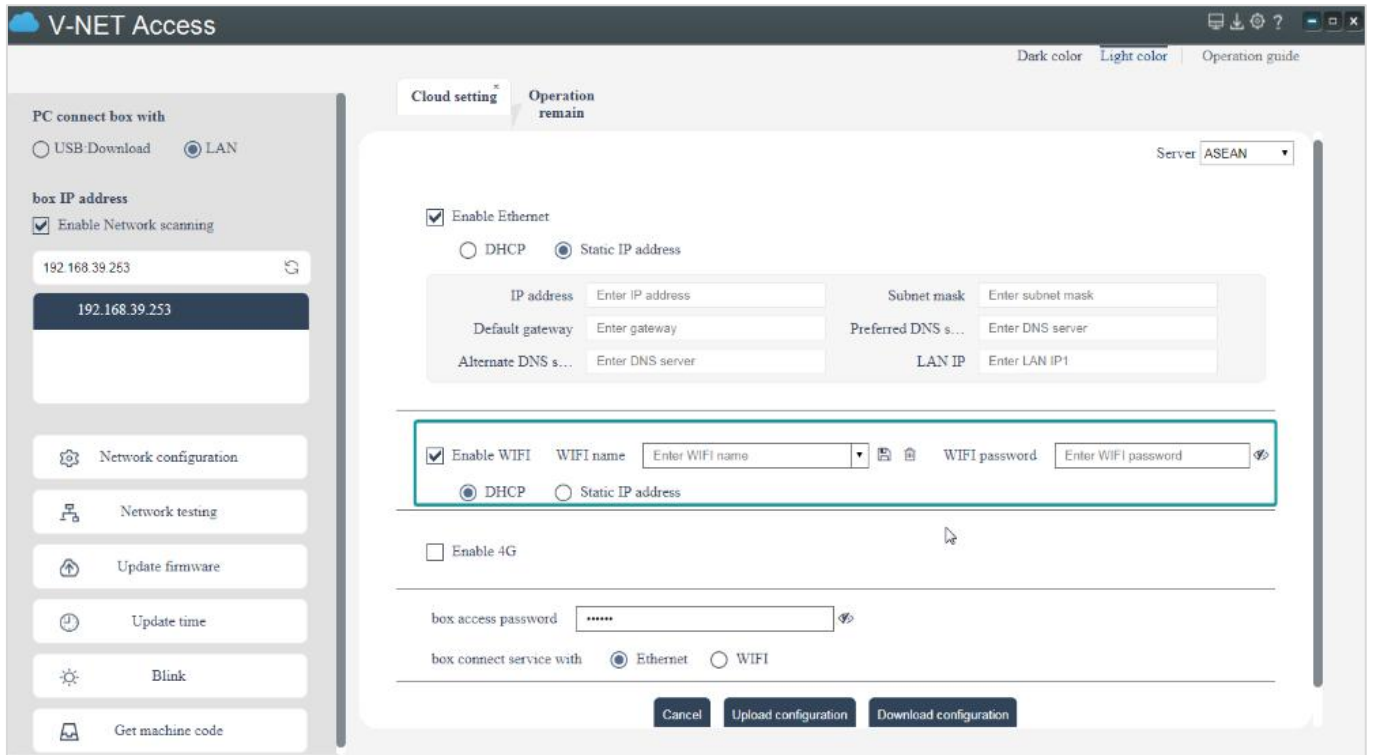 V-NET Access
?
Dark color Light color Operation guide
PC connect box with
USB:Download LAN
box IP address
Enable Network scanning
192.168.39.253
192.168.39.253
Network configuration
Network testing
Update firmware
Update time
Blink
Get machine code
Cloud setting x Operation
remain
Server ASEAN
Enable Ethernet
DHCP Static IP address
IP address Enter IP address Subnet mask Enter subnet mask
Default gateway Enter gateway Preferred DNS s... Enter DNS server
Alternate DNS s... Enter DNS server LAN IP Enter LAN IP1
Enable WIFI WIFI name Enter WIFI name WIFI password Enter WIFI password
DHCP Static IP address
Enable 4G
box access password ••••••
box connect service with Ethernet WIFI
Cancel Upload configuration Download configuration